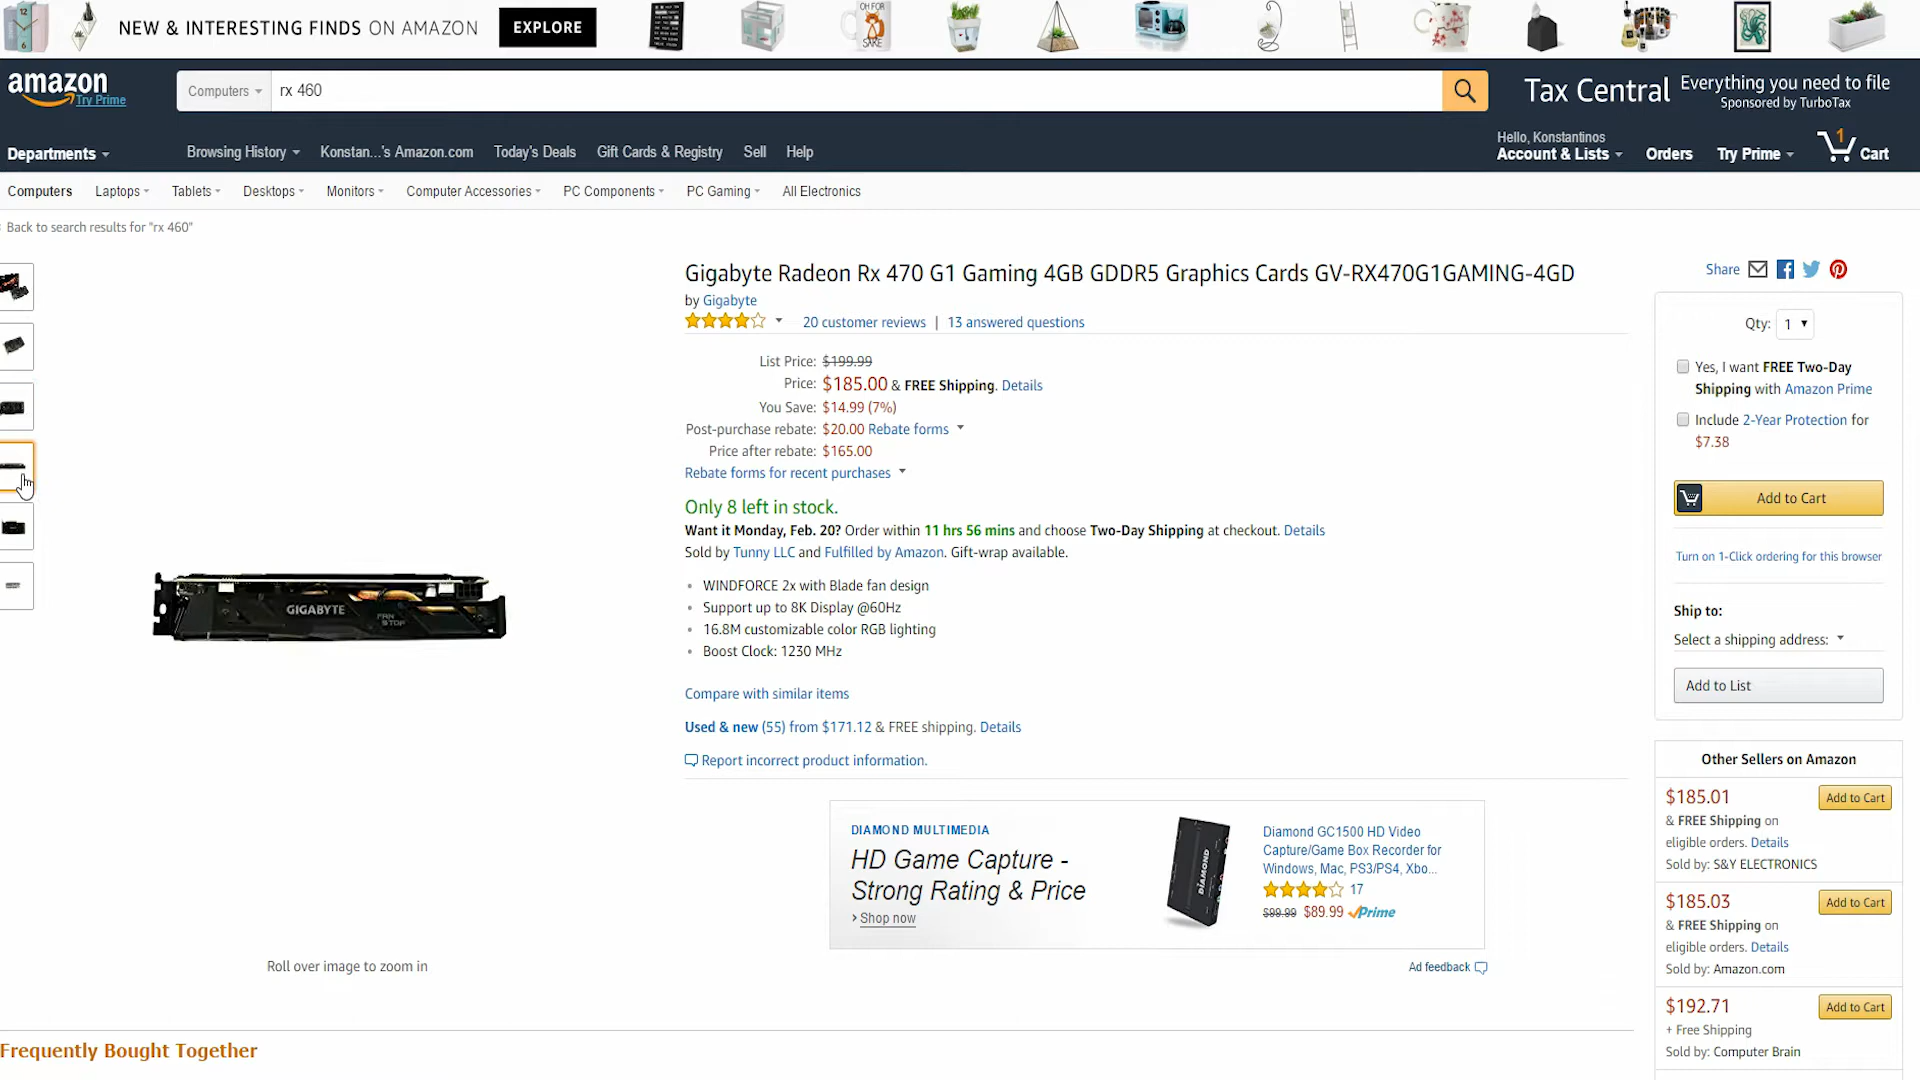 NEW & INTERESTING FINDS ON AMAZON EXPLORE
OH FOR
SAKE
amazon
Try Prime
Computers
rx 460
Tax Central
Everything you need to file
Sponsored by TurboTax
Departments
Browsing History
Konstan...'s Amazon.com
Today's Deals
Gift Cards & Registry
Sell
Help
Hello, Konstantinos
Account & Lists
Orders
Try Prime
1
Cart
Computers
Laptops
Tablets
Desktops
Monitors
Computer Accessories
PC Components
PC Gaming
All Electronics
Back to search results for "rx 460"
GIGABYTE
FAN
STOP
Roll over image to zoom in
Gigabyte Radeon Rx 470 G1 Gaming 4GB GDDR5 Graphics Cards GV-RX470G1GAMING-4GD
by Gigabyte
20 customer reviews | 13 answered questions
List Price: $199.99
Price: $185.00 & FREE Shipping. Details
You Save: $14.99 (7%)
Post-purchase rebate: $20.00 Rebate forms
Price after rebate: $165.00
Rebate forms for recent purchases
Only 8 left in stock.
Want it Monday, Feb. 20? Order within 11 hrs 56 mins and choose Two-Day Shipping at checkout. Details
Sold by Tunny LLC and Fulfilled by Amazon. Gift-wrap available.
• WINDFORCE 2x with Blade fan design
• Support up to 8K Display @60Hz
• 16.8M customizable color RGB lighting
• Boost Clock: 1230 MHz
Compare with similar items
Used & new (55) from $171.12 & FREE shipping. Details
Report incorrect product information.
DIAMOND MULTIMEDIA
HD Game Capture -
Strong Rating & Price
› Shop now
DIAMOND
Diamond GC1500 HD Video
Capture/Game Box Recorder for
Windows, Mac, PS3/PS4, Xbo...
17
$99.99 $89.99 Prime
Ad feedback
Share
Qty: 1
Yes, I want FREE Two-Day
Shipping with Amazon Prime
Include 2-Year Protection for
$7.38
Add to Cart
Turn on 1-Click ordering for this browser
Ship to:
Select a shipping address:
Add to List
Other Sellers on Amazon
$185.01
Add to Cart
& FREE Shipping on
eligible orders. Details
Sold by: S&Y ELECTRONICS
$185.03
Add to Cart
& FREE Shipping on
eligible orders. Details
Sold by: Amazon.com
$192.71
Add to Cart
+ Free Shipping
Sold by: Computer Brain
Frequently Bought Together